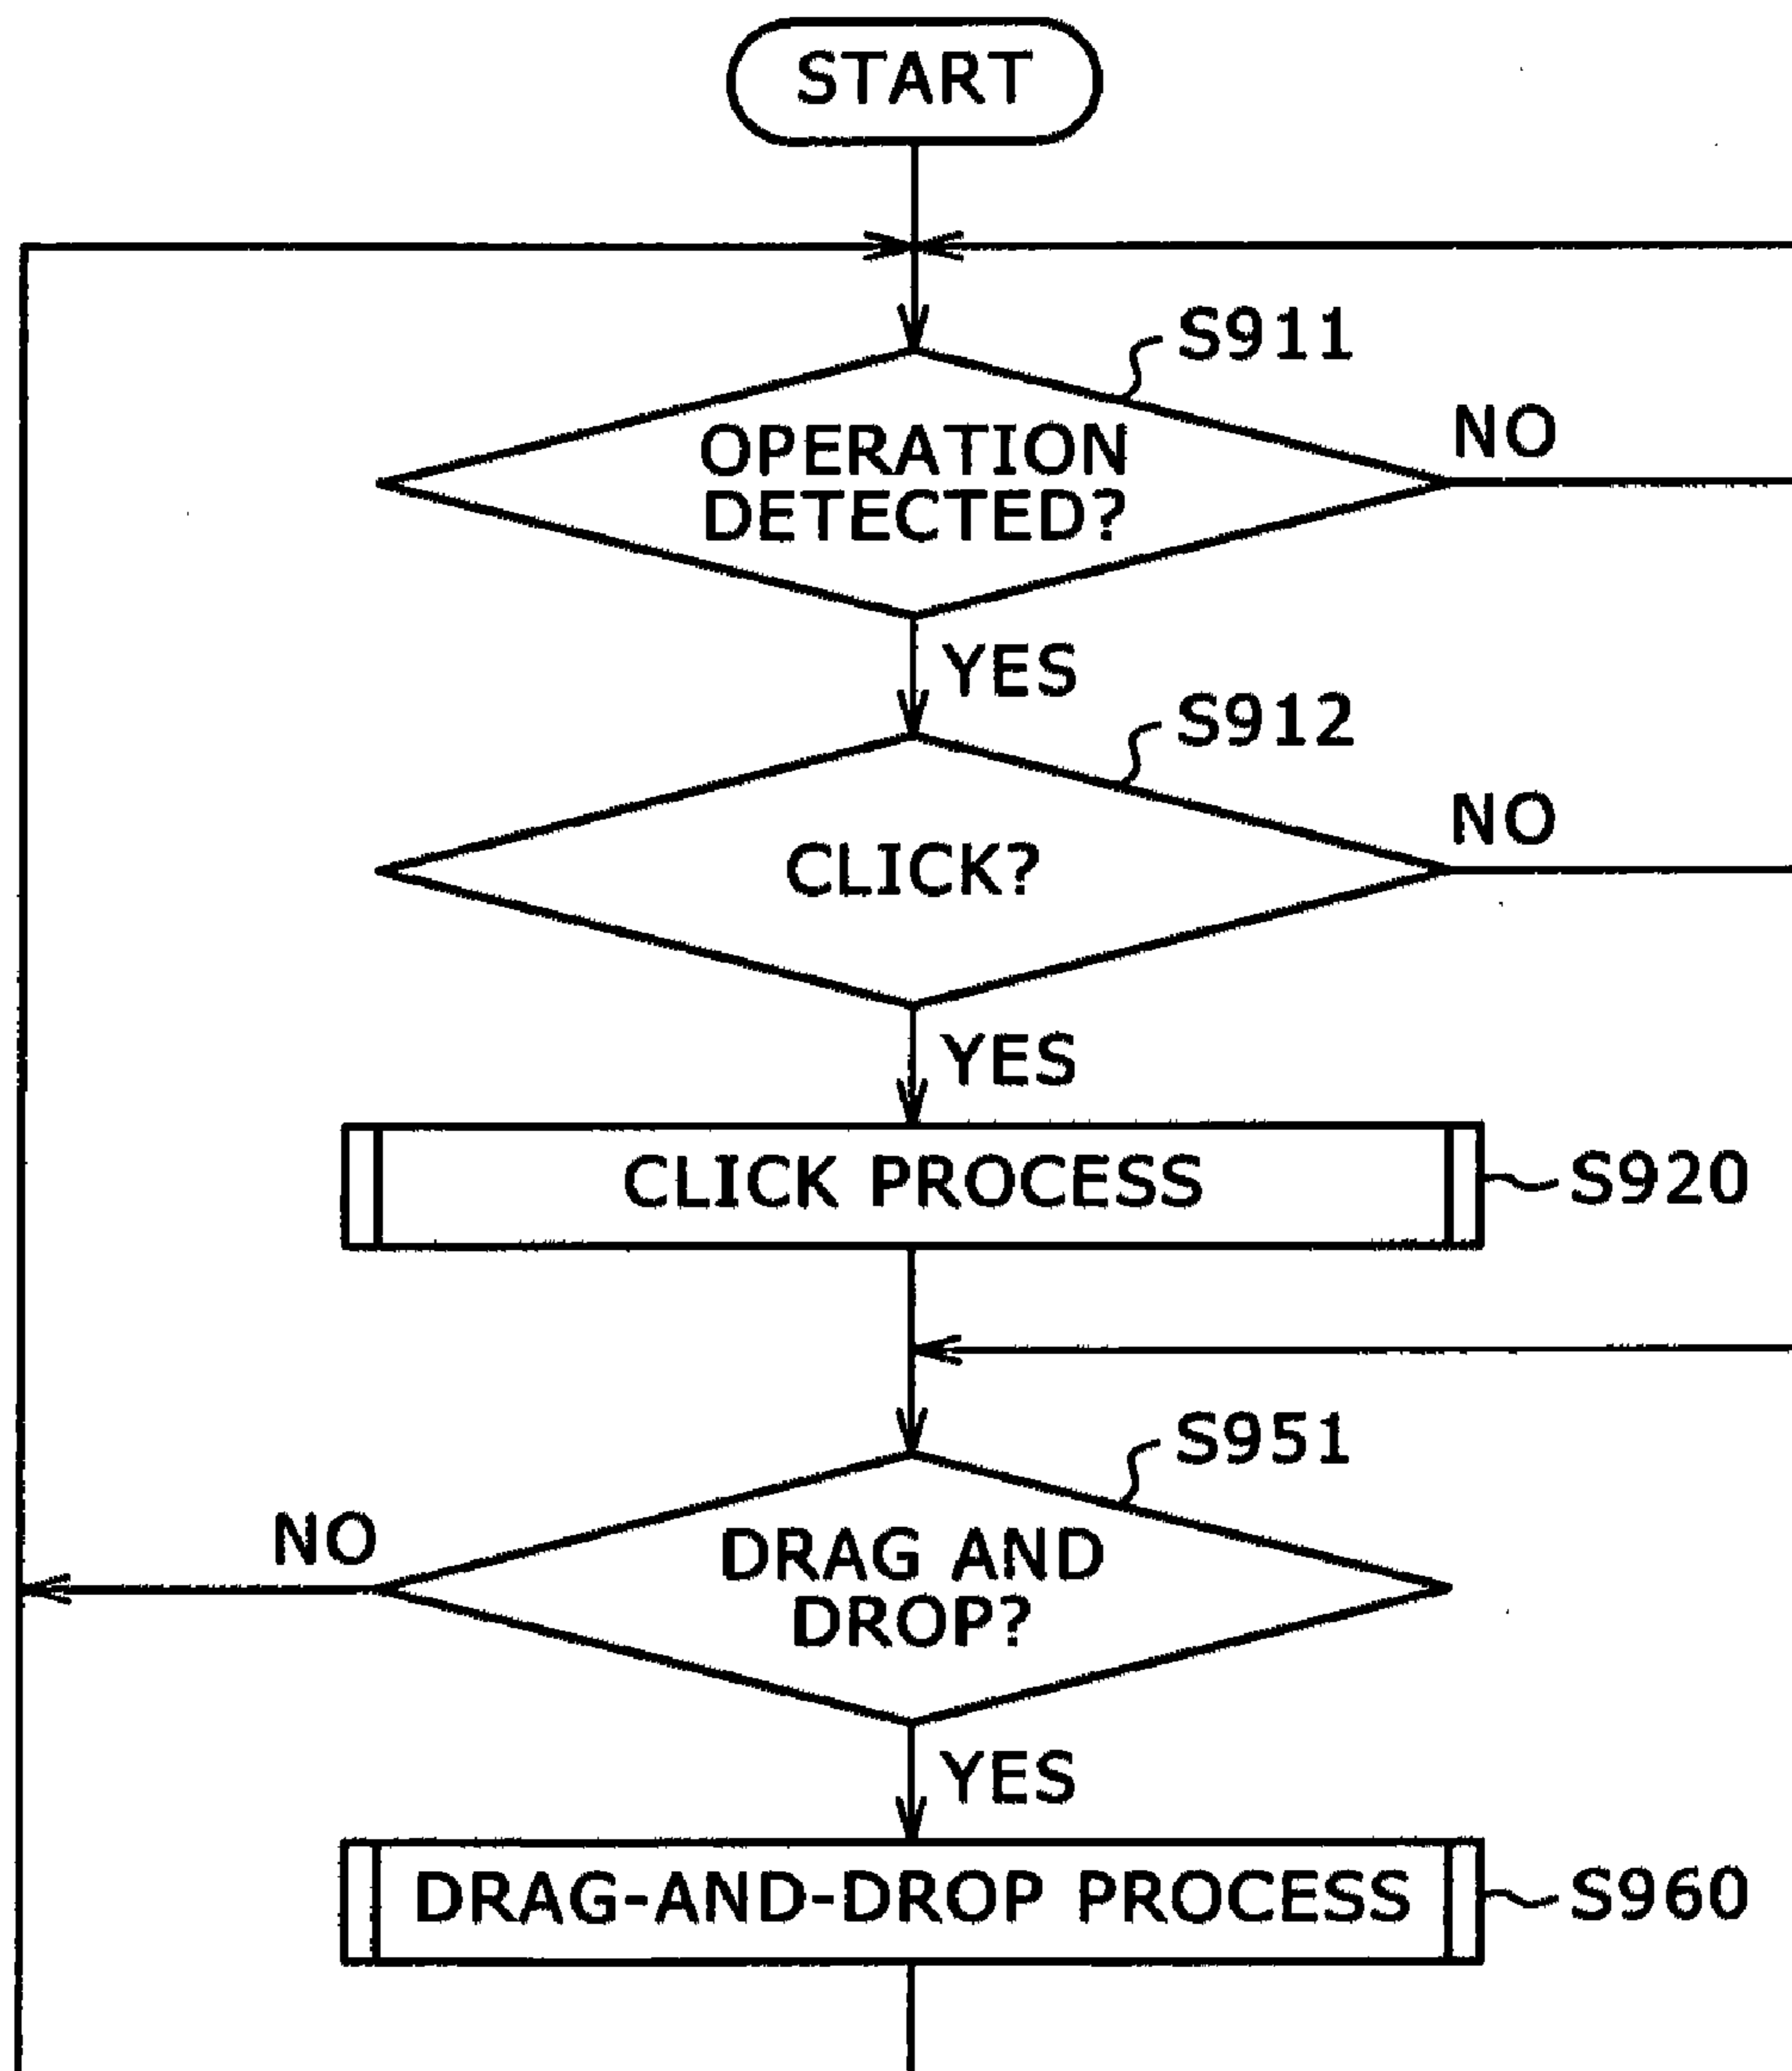 START
S911
OPERATION
DETECTED?
NO
YES
S912
CLICK?
NO
YES
CLICK PROCESS
S920
S951
DRAG AND
DROP?
NO
YES
DRAG-AND-DROP PROCESS
S960